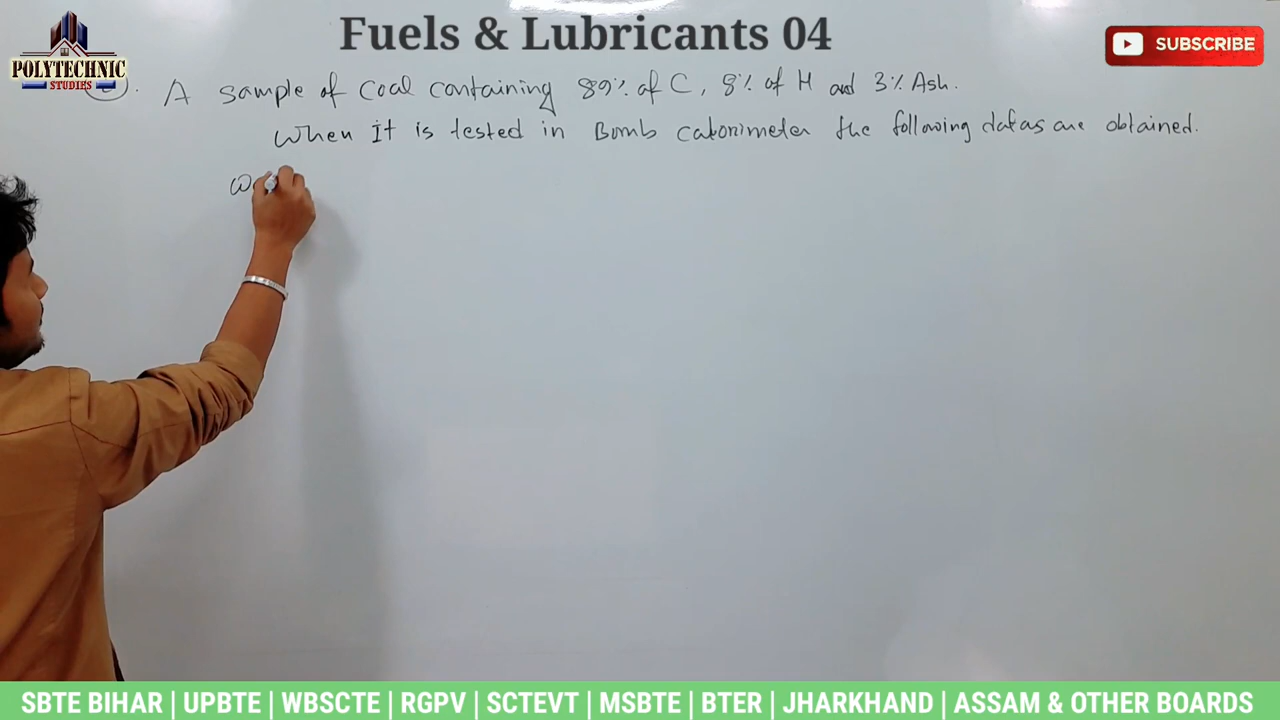 Fuels & Lubricants 04
SUBSCRIBE
POLYTECHNIC
STUDIES
A sample of coal containing 89% of C, 8% of H and 3% Ash.
When It is tested in Bomb calorimeter the following datas are obtained.
SBTE BIHAR | UPBTE | WBSCTE | RGPV | SCTEVT | MSBTE | BTER | JHARKHAND | ASSAM & OTHER BOARDS